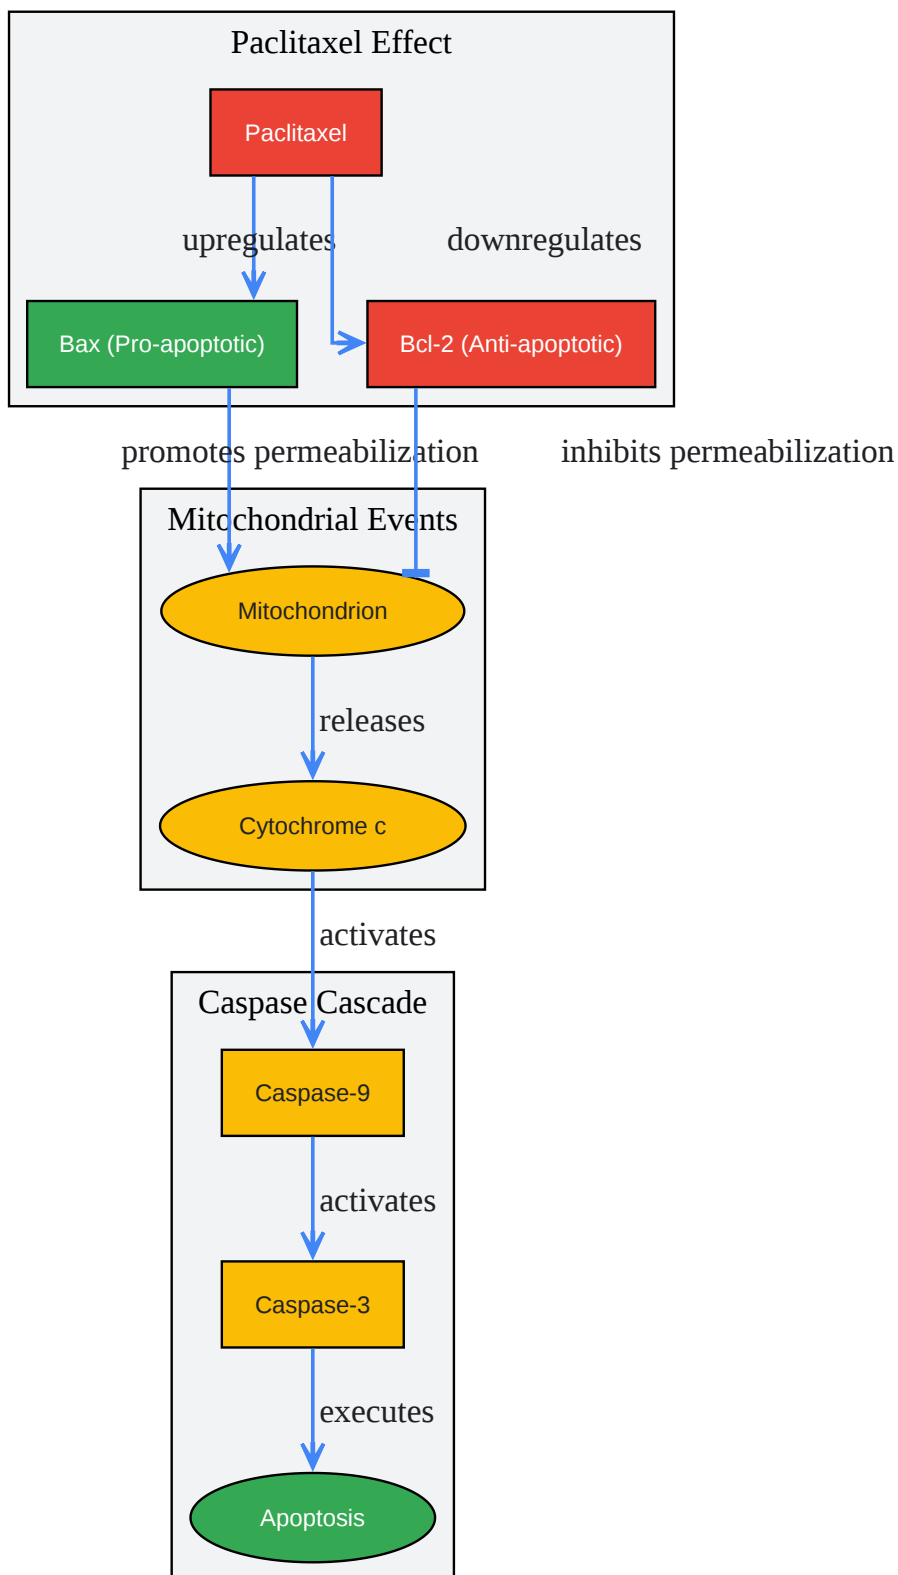 Paclitaxel Effect
Paclitaxel
upregulates
downregulates
Bax (Pro-apoptotic)
Bcl-2 (Anti-apoptotic)
promotes permeabilization
inhibits permeabilization
Mitochondrial Events
Mitochondrion
releases
Cytochrome c
activates
Caspase Cascade
Caspase-9
activates
Caspase-3
executes
Apoptosis